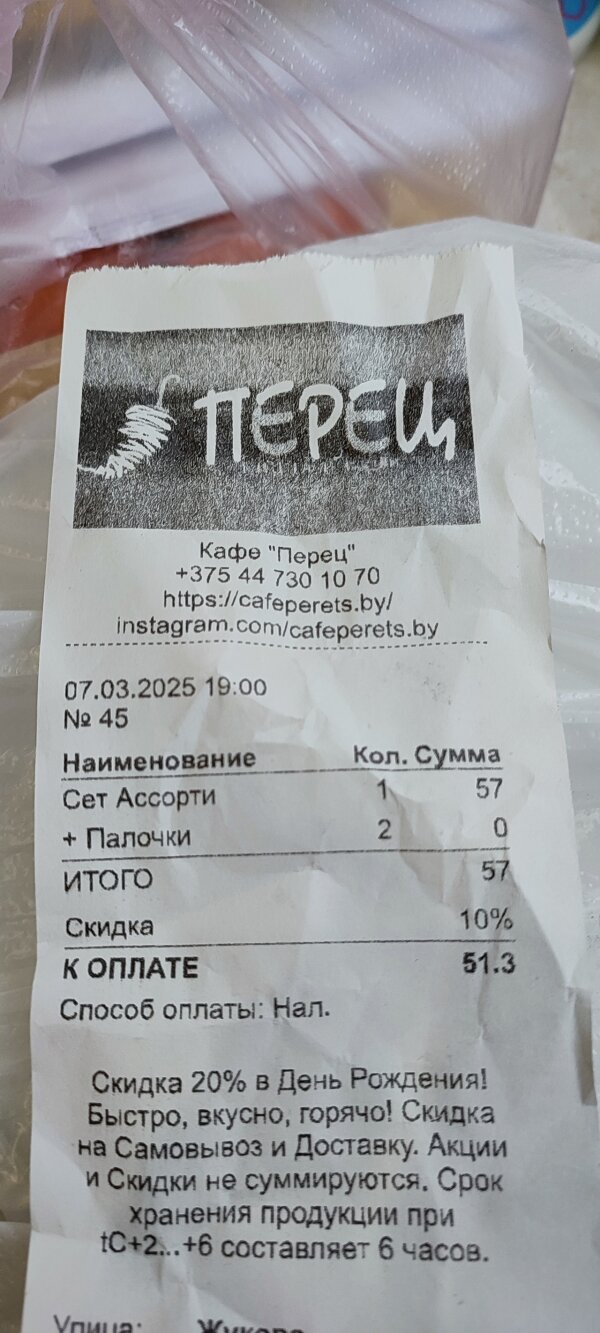 ПЕРЕЦ
Кафе "Перец"
+375 44 730 10 70
https://cafeperets.by/
instagram.com/cafeperets.by
07.03.2025 19:00
№ 45
Наименование Кол. Сумма
Сет Ассорти 1 57
+ Палочки 2 0
ИТОГО 57
Скидка 10%
К ОПЛАТЕ 51.3
Способ оплаты: Нал.
Скидка 20% в День Рождения!
Быстро, вкусно, горячо! Скидка
на Самовывоз и Доставку. Акции
и Скидки не суммируются. Срок
хранения продукции при
tC+2...+6 составляет 6 часов.
Улица: